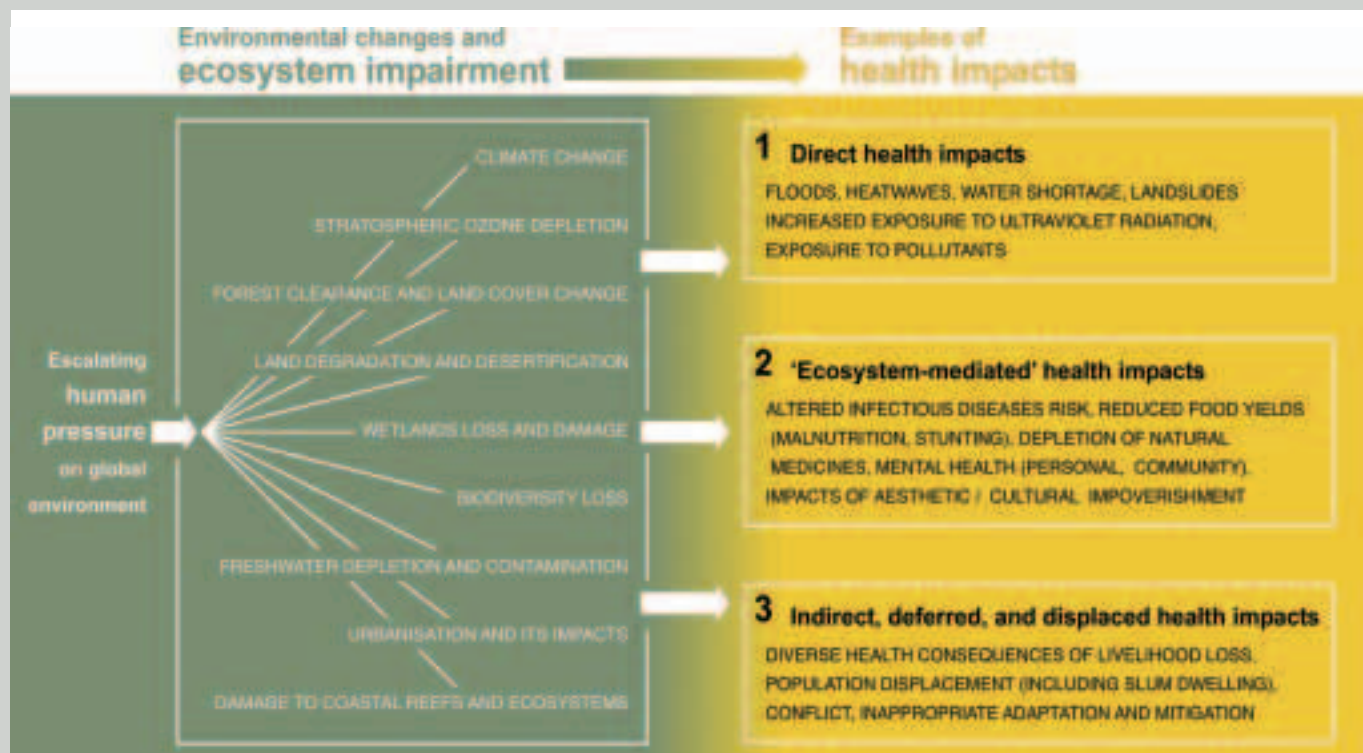 Environmental changes and
ecosystem impairment
Examples of
health impacts
Escalating
human
pressure
on global
environment
CLIMATE CHANGE
STRATOSPHERIC OZONE DEPLETION
FOREST CLEARANCE AND LAND COVER CHANGE
LAND DEGRADATION AND DESERTIFICATION
WETLANDS LOSS AND DAMAGE
BIODIVERSITY LOSS
FRESHWATER DEPLETION AND CONTAMINATION
URBANISATION AND ITS IMPACTS
DAMAGE TO COASTAL REEFS AND ECOSYSTEMS
1 Direct health impacts
FLOODS, HEATWAVES, WATER SHORTAGE, LANDSLIDES
INCREASED EXPOSURE TO ULTRAVIOLET RADIATION,
EXPOSURE TO POLLUTANTS
2 ‘Ecosystem-mediated’ health impacts
ALTERED INFECTIOUS DISEASES RISK, REDUCED FOOD YIELDS
(MALNUTRITION, STUNTING), DEPLETION OF NATURAL
MEDICINES, MENTAL HEALTH (PERSONAL, COMMUNITY),
IMPACTS OF AESTHETIC / CULTURAL IMPOVERISHMENT
3 Indirect, deferred, and displaced health impacts
DIVERSE HEALTH CONSEQUENCES OF LIVELIHOOD LOSS,
POPULATION DISPLACEMENT (INCLUDING SLUM DWELLING),
CONFLICT, INAPPROPRIATE ADAPTATION AND MITIGATION